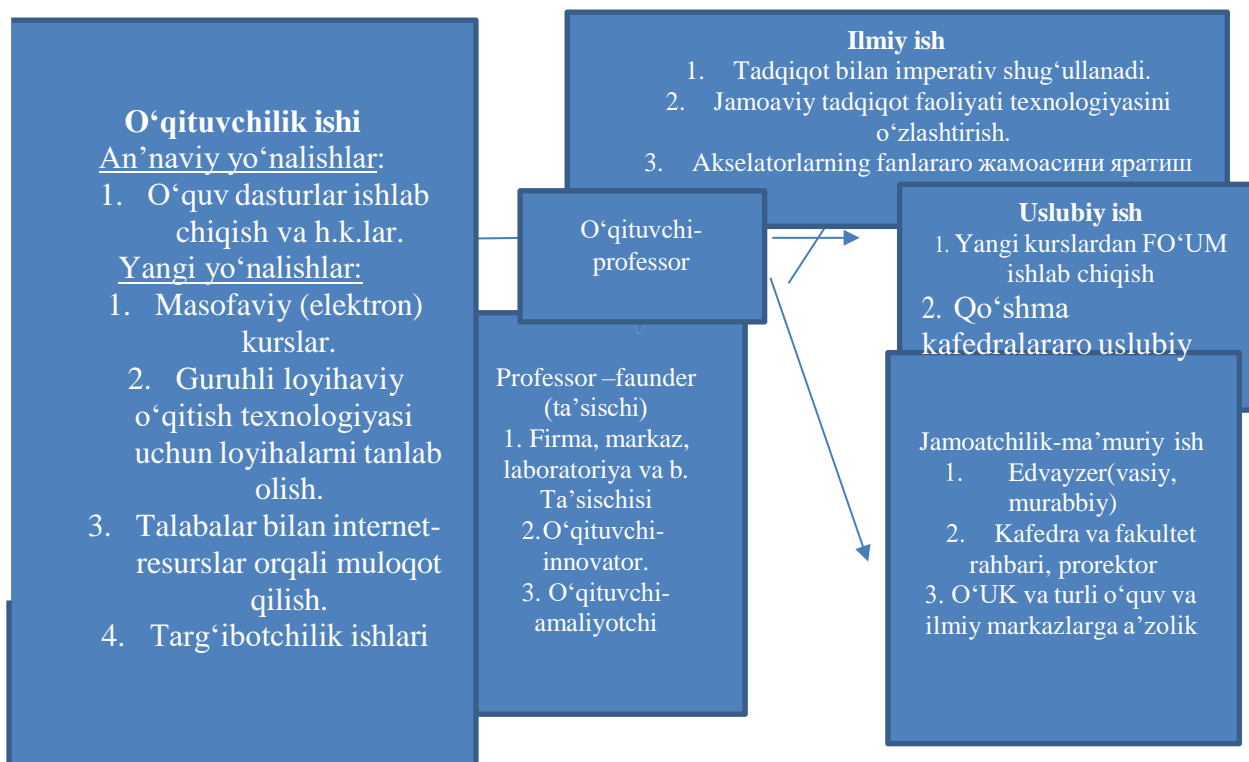 O‘qituvchilik ishi
An’naviy yo‘nalishlar:
1. O‘quv dasturlar ishlab
chiqish va h.k.lar.
Yangi yo‘nalishlar:
1. Masofaviy (elektron)
kurslar.
2. Guruhli loyihaviy
o‘qitish texnologiyasi
uchun loyihalarni tanlab
olish.
3. Talabalar bilan internet-
resurslar orqali muloqot
qilish.
4. Targ‘ibotchilik ishlari
Ilmiy ish
1. Tadqiqot bilan imperativ shug‘ullanadi.
2. Jamoaviy tadqiqot faoliyati texnologiyasini
o‘zlashtirish.
3. Akselatorlarning fanlararo жамоасини яратиш
O‘qituvchi-
professor
Uslubiy ish
1. Yangi kurslardan FO‘UM
ishlab chiqish
2. Qo‘shma
kafedralararo uslubiy
Professor –faunder
(ta’sischi)
1. Firma, markaz,
laboratoriya va b.
Ta’sischisi
2.O‘qituvchi-
innovator.
3. O‘qituvchi-
amaliyotchi
Jamoatchilik-ma’muriy ish
1. Edvayzer(vasiy,
murabbiy)
2. Kafedra va fakultet
rahbari, prorektor
3. O‘UK va turli o‘quv va
ilmiy markazlarga a’zolik